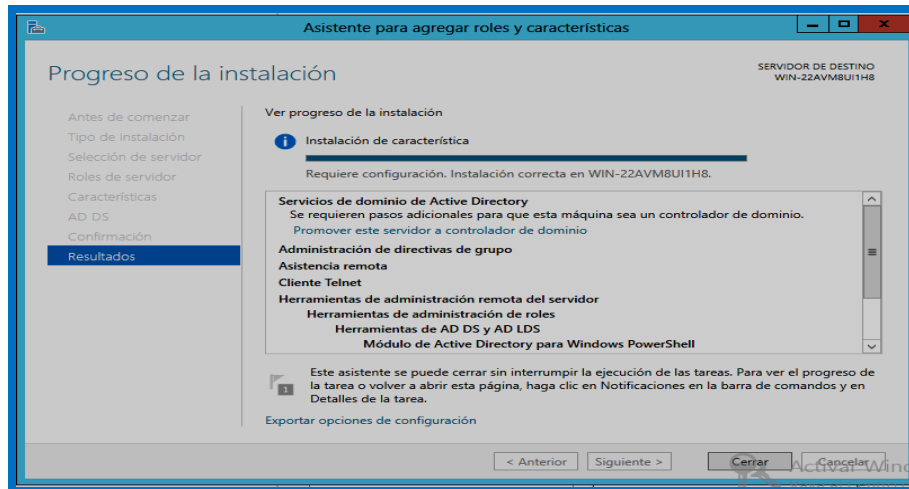 Asistente para agregar roles y características
Progreso de la instalación
SERVIDOR DE DESTINO
WIN-22AVM8UI1H8
Antes de comenzar
Tipo de instalación
Selección de servidor
Roles de servidor
Características
AD DS
Confirmación
Resultados
Ver progreso de la instalación
Instalación de característica
Requiere configuración. Instalación correcta en WIN-22AVM8UI1H8.
Servicios de dominio de Active Directory
Se requieren pasos adicionales para que esta máquina sea un controlador de dominio.
Promover este servidor a controlador de dominio
Administración de directivas de grupo
Asistencia remota
Cliente Telnet
Herramientas de administración remota del servidor
Herramientas de administración de roles
Herramientas de AD DS y AD LDS
Módulo de Active Directory para Windows PowerShell
1
Este asistente se puede cerrar sin interrumpir la ejecución de las tareas. Para ver el progreso de
la tarea o volver a abrir esta página, haga clic en Notificaciones en la barra de comandos y en
Detalles de la tarea.
Exportar opciones de configuración
< Anterior Siguiente > Cerrar Cancelar
Activar Wind